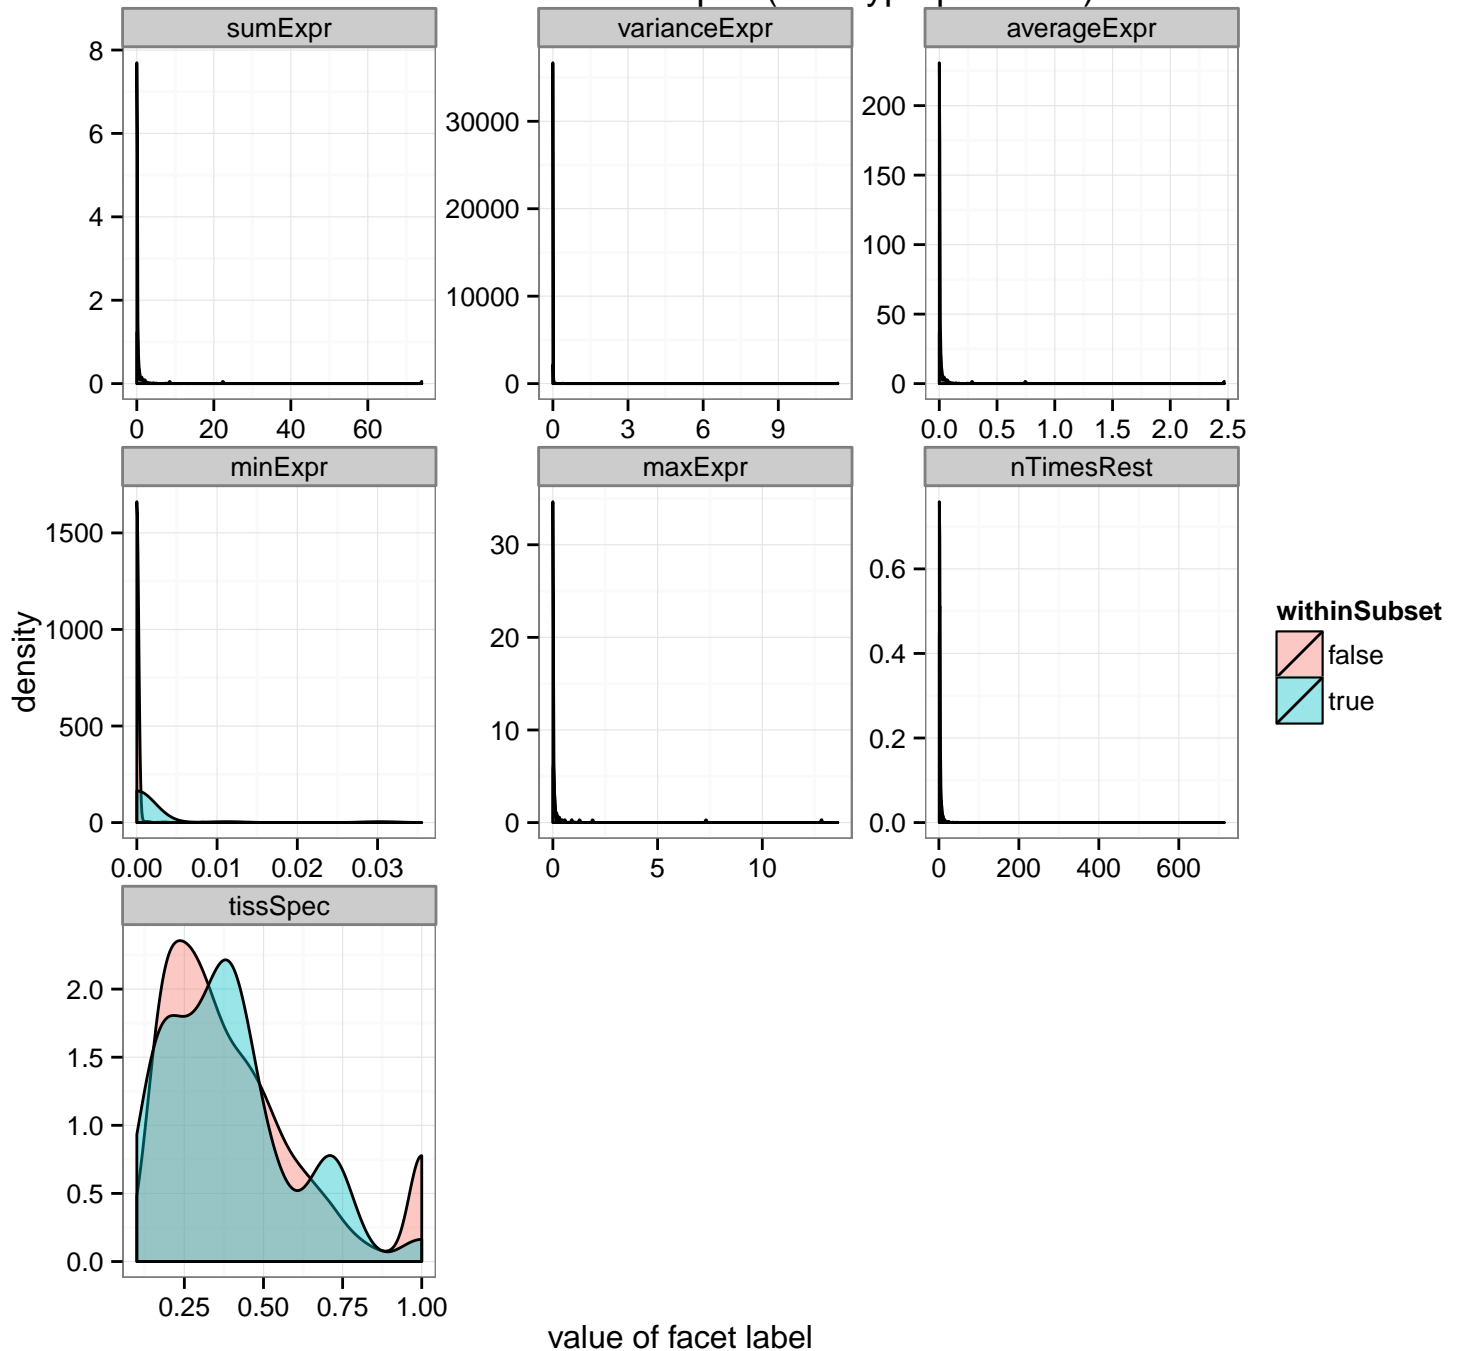 sumExpr varianceExpr averageExpr
8
6
4
2
0
30000
20000
10000
0
200
150
100
50
0
0 20 40 60
0 3 6 9
0.0 0.5 1.0 1.5 2.0 2.5
minExpr maxExpr nTimesRest
1500
1000
500
0
30
20
10
0
0.6
0.4
0.2
0.0
0.00 0.01 0.02 0.03
0 5 10
0 200 400 600
tissSpec
2.0
1.5
1.0
0.5
0.0
0.25 0.50 0.75 1.00
density
value of facet label
withinSubset
false
true